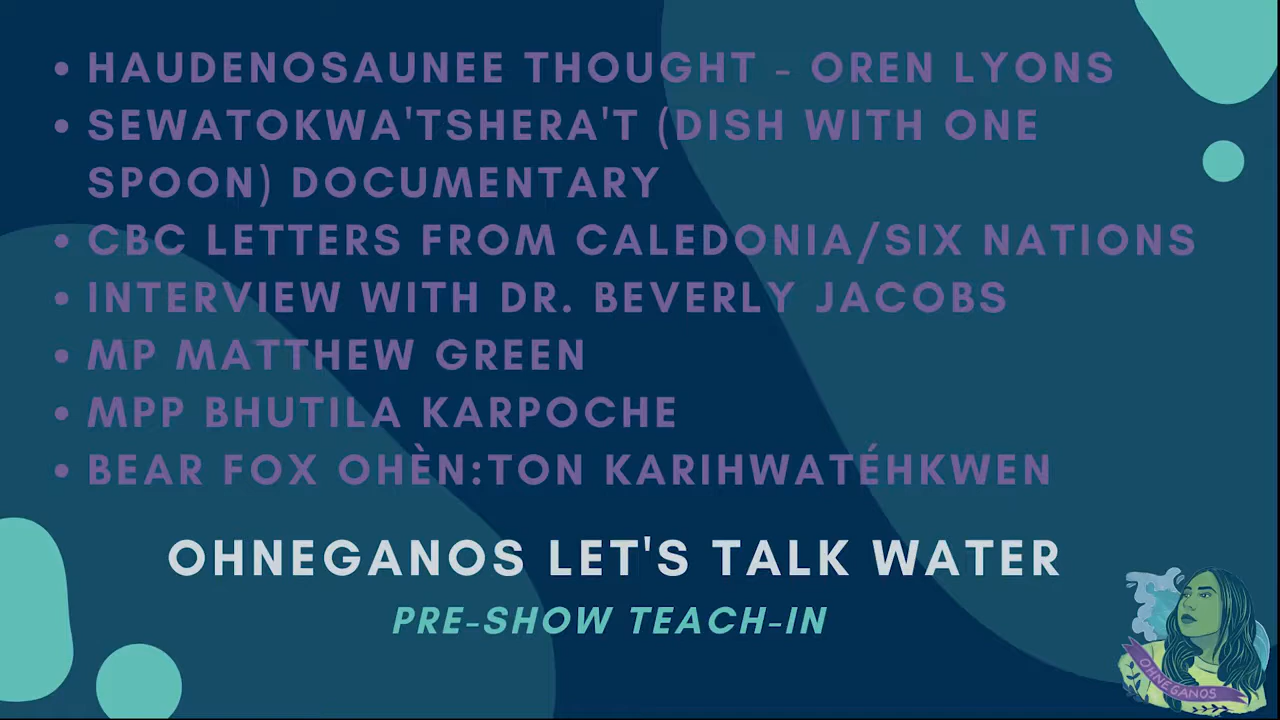 • HAUDENOSAUNEE THOUGHT - OREN LYONS
• SEWATOKWA'TSHERA'T (DISH WITH ONE
SPOON) DOCUMENTARY
• CBC LETTERS FROM CALEDONIA/SIX NATIONS
• INTERVIEW WITH DR. BEVERLY JACOBS
• MP MATTHEW GREEN
• MPP BHUTILA KARPOCHE
• BEAR FOX OHÈN:TON KARIHWATÉHKWEN
OHNEGANOS LET'S TALK WATER
PRE-SHOW TEACH-IN
OHNEGANOS